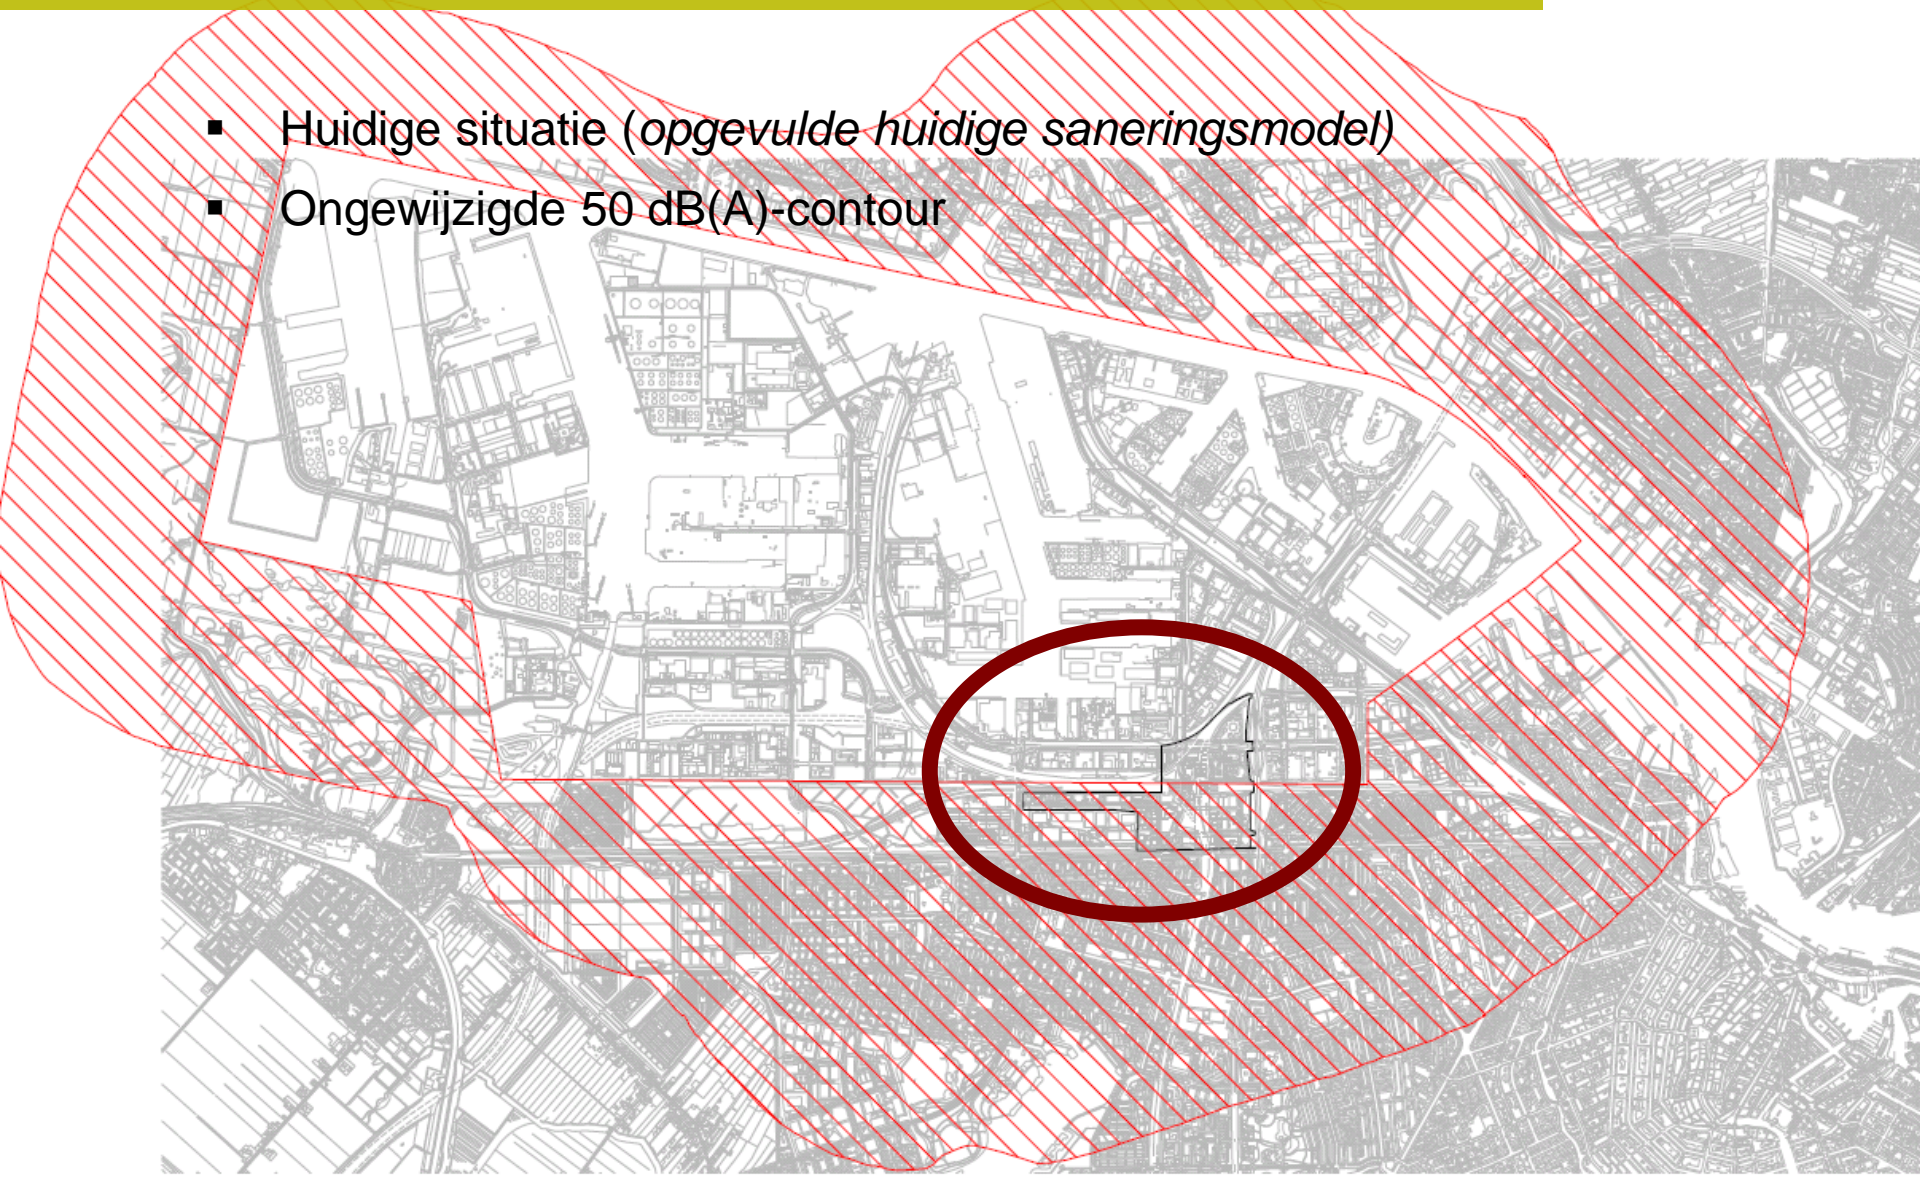 ▪ Huidige situatie (opgevulde huidige saneringsmodel)
▪ Ongewijzigde 50 dB(A)-contour